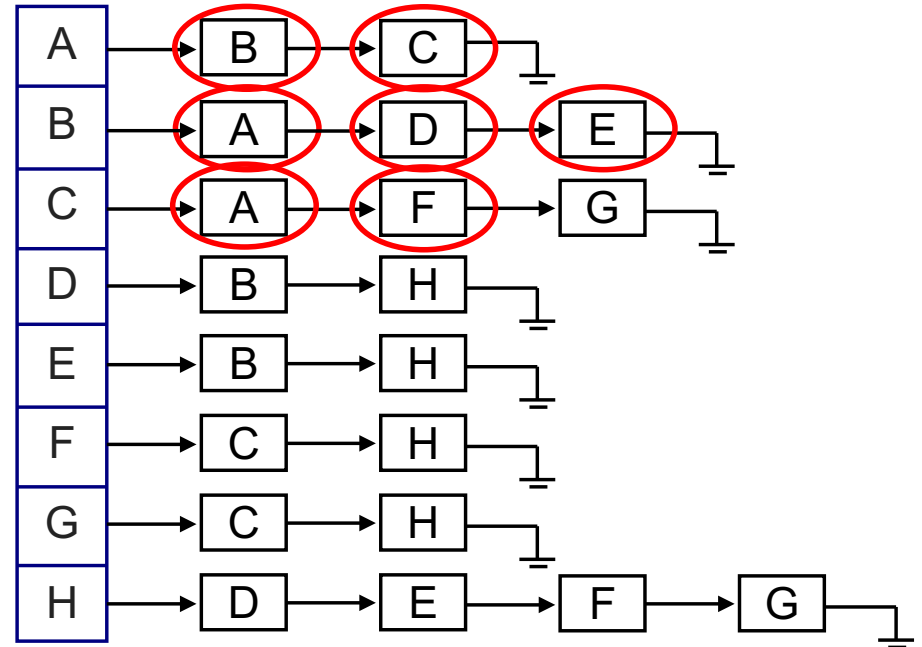 A B C
B A D E
C A F G
D B H
E B H
F C H
G C H
H D E F G